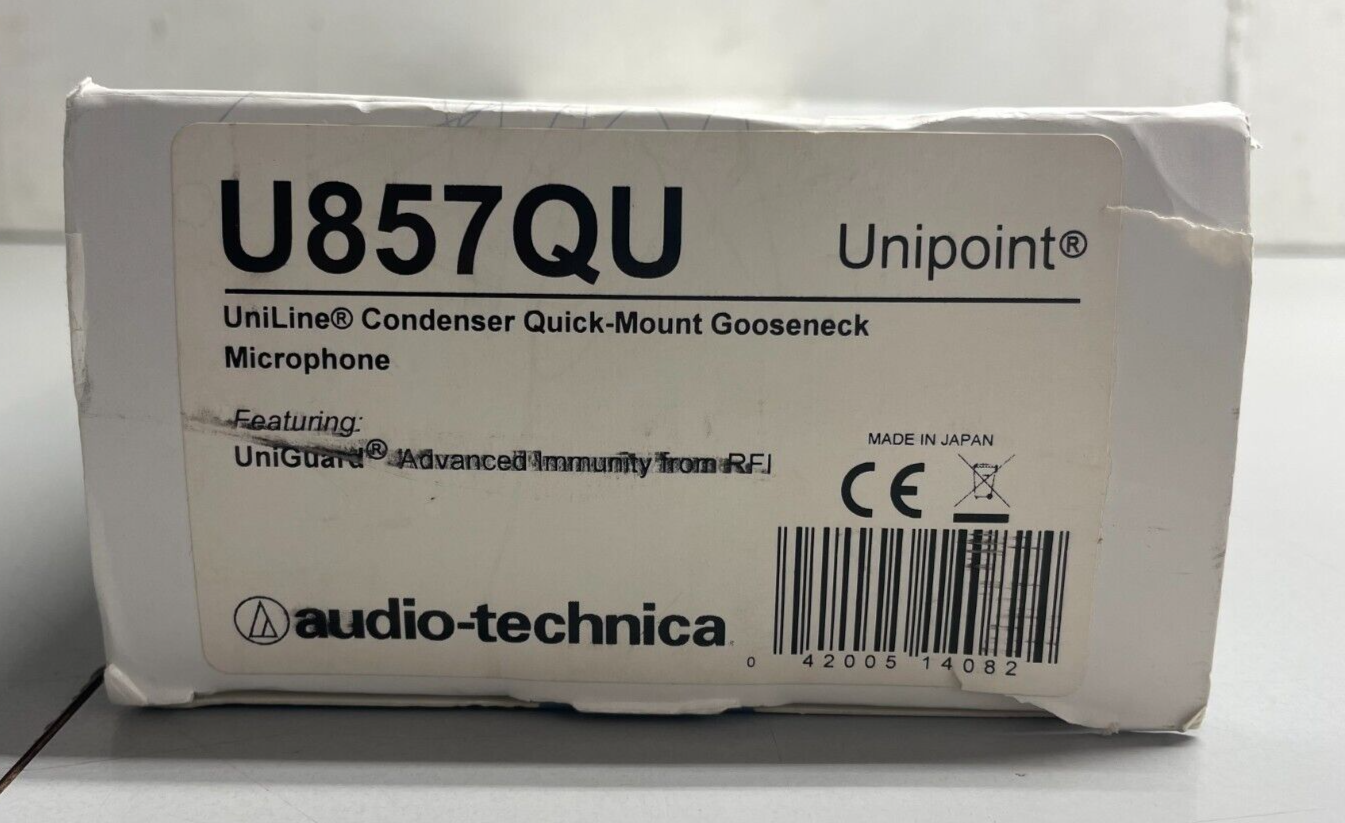 U857QU
Unipoint®
UniLine® Condenser Quick-Mount Gooseneck
Microphone
Featuring:
UniGuard® Advanced Immunity from RFI
MADE IN JAPAN
CE
audio-technica
0 42005 14082